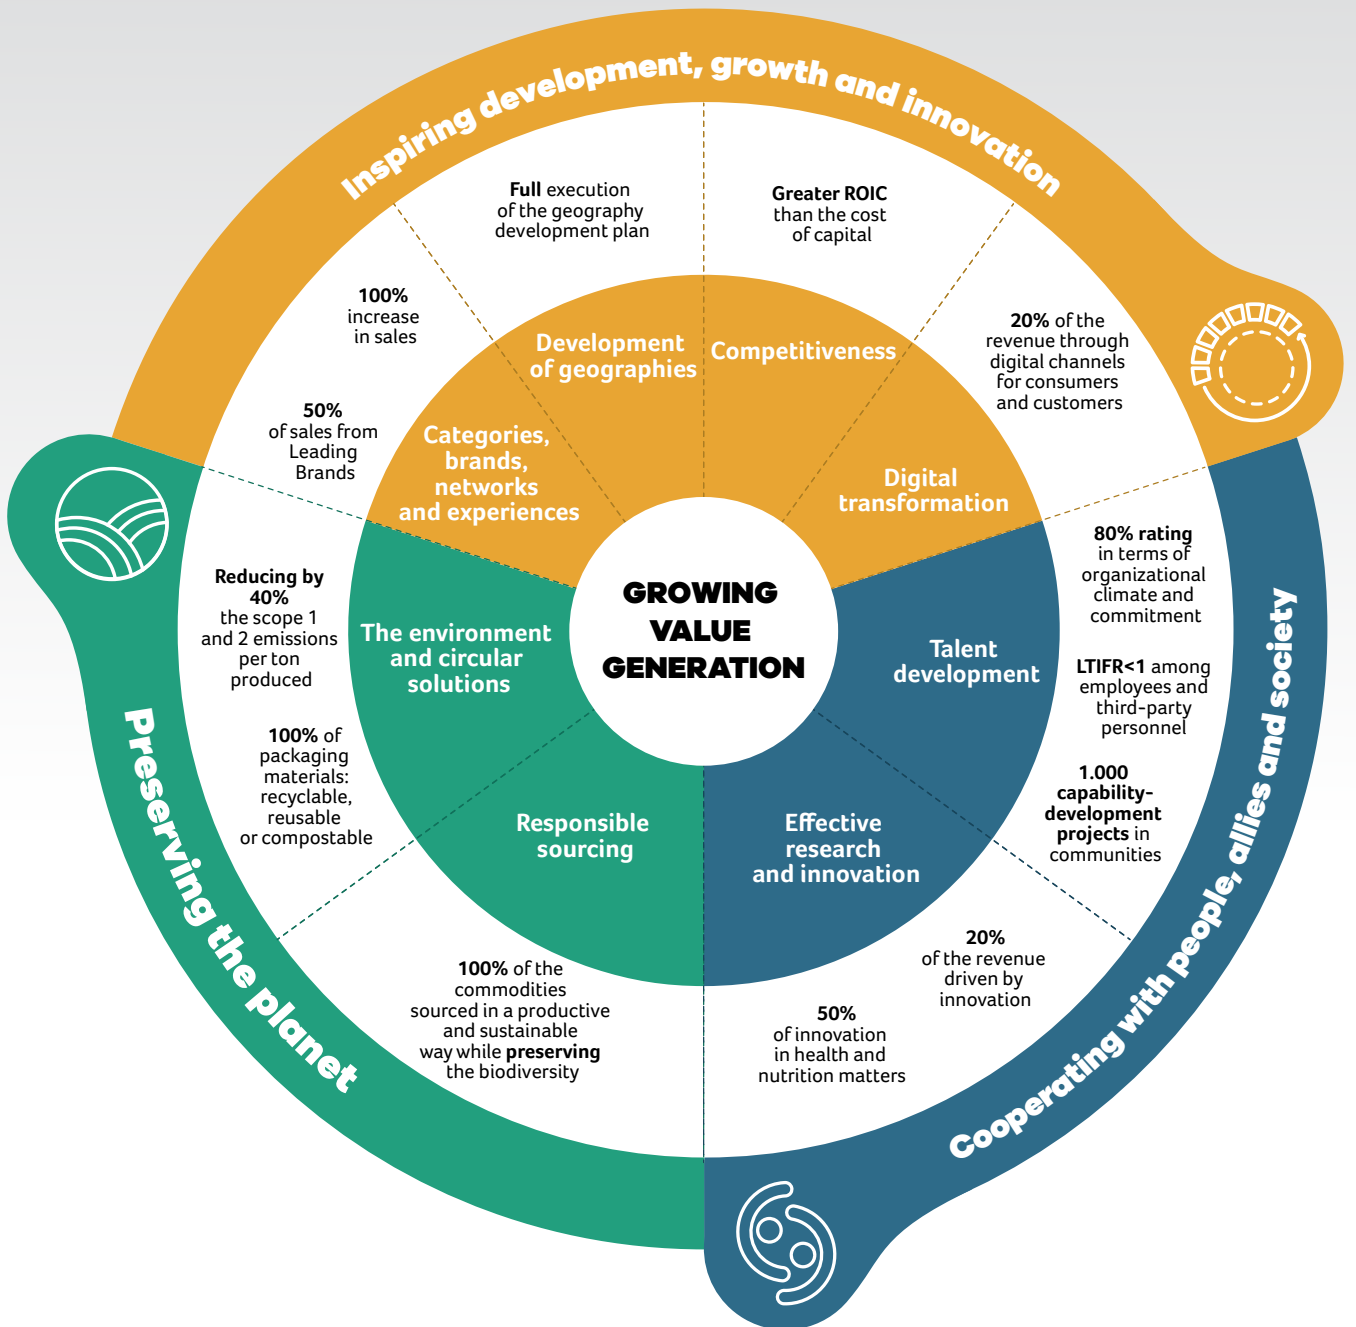 Inspiring development, growth and innovation
Full execution
of the geography
development plan
Greater ROIC
than the cost
of capital
100%
increase
in sales
50%
of sales from
Leading
Brands
20% of the
revenue through
digital channels
for consumers
and customers
Development
of geographies
Competitiveness
Categories,
brands,
networks
and experiences
Digital
transformation
GROWING
VALUE
GENERATION
Preserving the planet
Reducing by
40%
the scope 1
and 2 emissions
per ton
produced
100% of
packaging
materials:
recyclable,
reusable
or compostable
The environment
and circular
solutions
Responsible
sourcing
100% of the
commodities
sourced in a productive
and sustainable
way while preserving
the biodiversity
Talent
development
Effective
research
and innovation
80% rating
in terms of
organizational
climate and
commitment
LTIFR<1 among
employees and
third-party
personnel
1.000
capability-
development
projects in
communities
20%
of the revenue
driven by
innovation
50%
of innovation
in health and
nutrition matters
Cooperating with people, allies and society